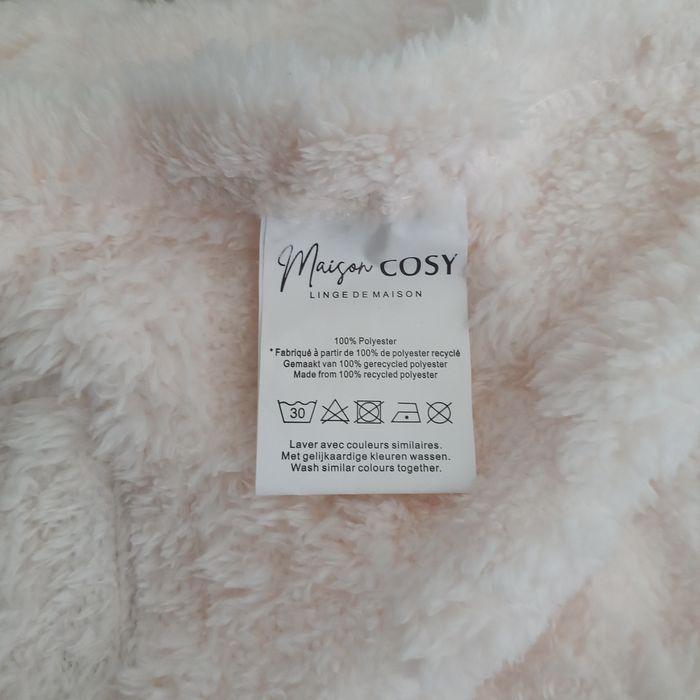 Maison COSY
LINGE DE MAISON
100% Polyester
* Fabriqué à partir de 100% de polyester recyclé
Gemaakt van 100% gerecycled polyester
Made from 100% recycled polyester
30
Laver avec couleurs similaires.
Met gelijkaardige kleuren wassen.
Wash similar colours together.